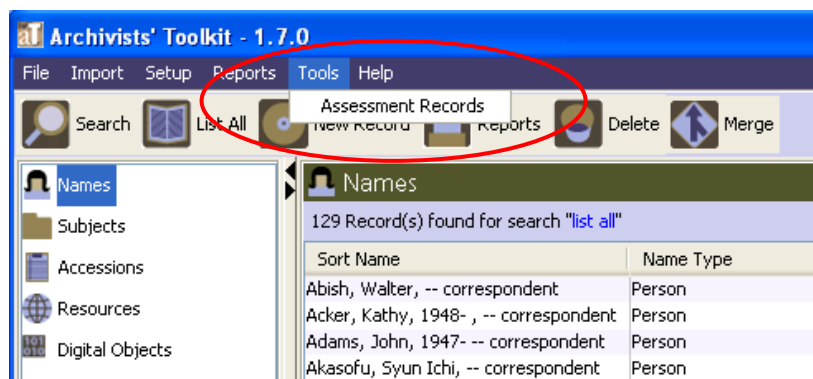 Archivists' Toolkit - 1.7.0
File Import Setup Reports Tools Help
Assessment Records
Search List All New Record Reports Delete Merge
Names
Subjects
Accessions
Resources
Digital Objects
Names
129 Record(s) found for search "list all"
Sort Name Name Type
Abish, Walter, -- correspondent Person
Acker, Kathy, 1948- , -- correspondent Person
Adams, John, 1947- -- correspondent Person
Akasofu, Syun Ichi, -- correspondent Person